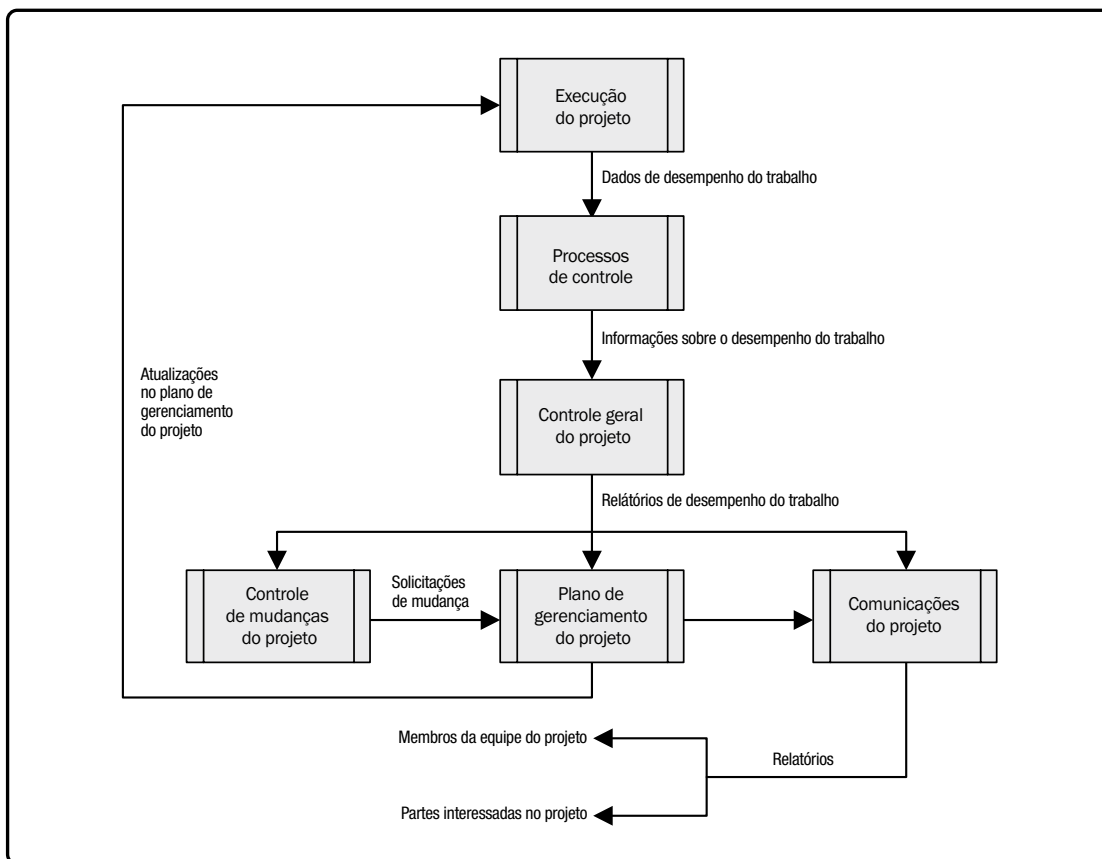 Execução
do projeto
Dados de desempenho do trabalho
Processos
de controle
Informações sobre o desempenho do trabalho
Atualizações
no plano de
gerenciamento
do projeto
Controle geral
do projeto
Relátórios de desempenho do trabalho
Controle
de mudanças
do projeto
Solicitações
de mudança
Plano de
gerenciamento
do projeto
Comunicações
do projeto
Membros da equipe do projeto
Relatórios
Partes interessadas no projeto